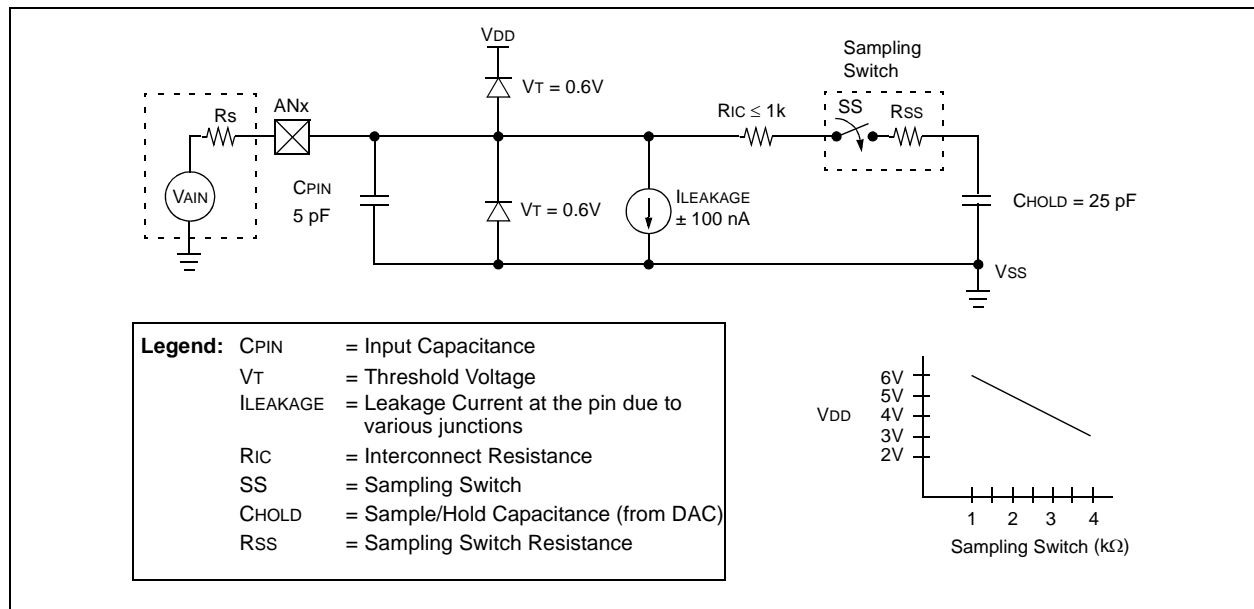 VDD
Sampling
Switch
VT = 0.6V
Rs
ANx
RIC ≤ 1k
SS
RSS
VAIN
CPIN
5 pF
VT = 0.6V
ILEAKAGE
± 100 nA
CHOLD = 25 pF
VSS
Legend: CPIN = Input Capacitance
VT = Threshold Voltage
ILEAKAGE = Leakage Current at the pin due to
various junctions
RIC = Interconnect Resistance
SS = Sampling Switch
CHOLD = Sample/Hold Capacitance (from DAC)
RSS = Sampling Switch Resistance
6V
5V
VDD 4V
3V
2V
1 2 3 4
Sampling Switch (kΩ)